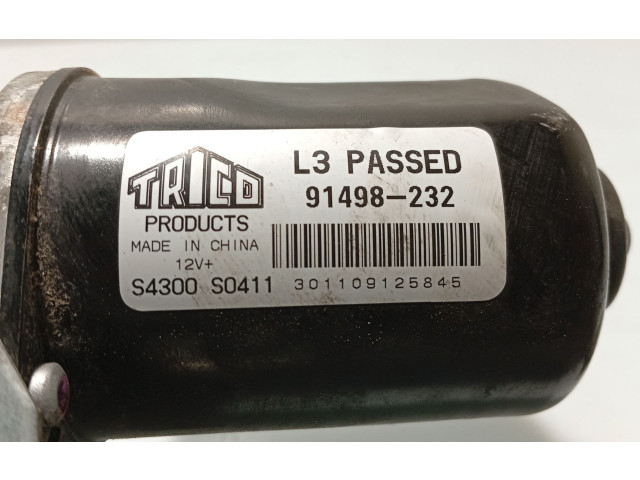 TRICO
PRODUCTS
MADE IN CHINA
12V+
S4300 S0411
L3 PASSED
91498-232
301109125845